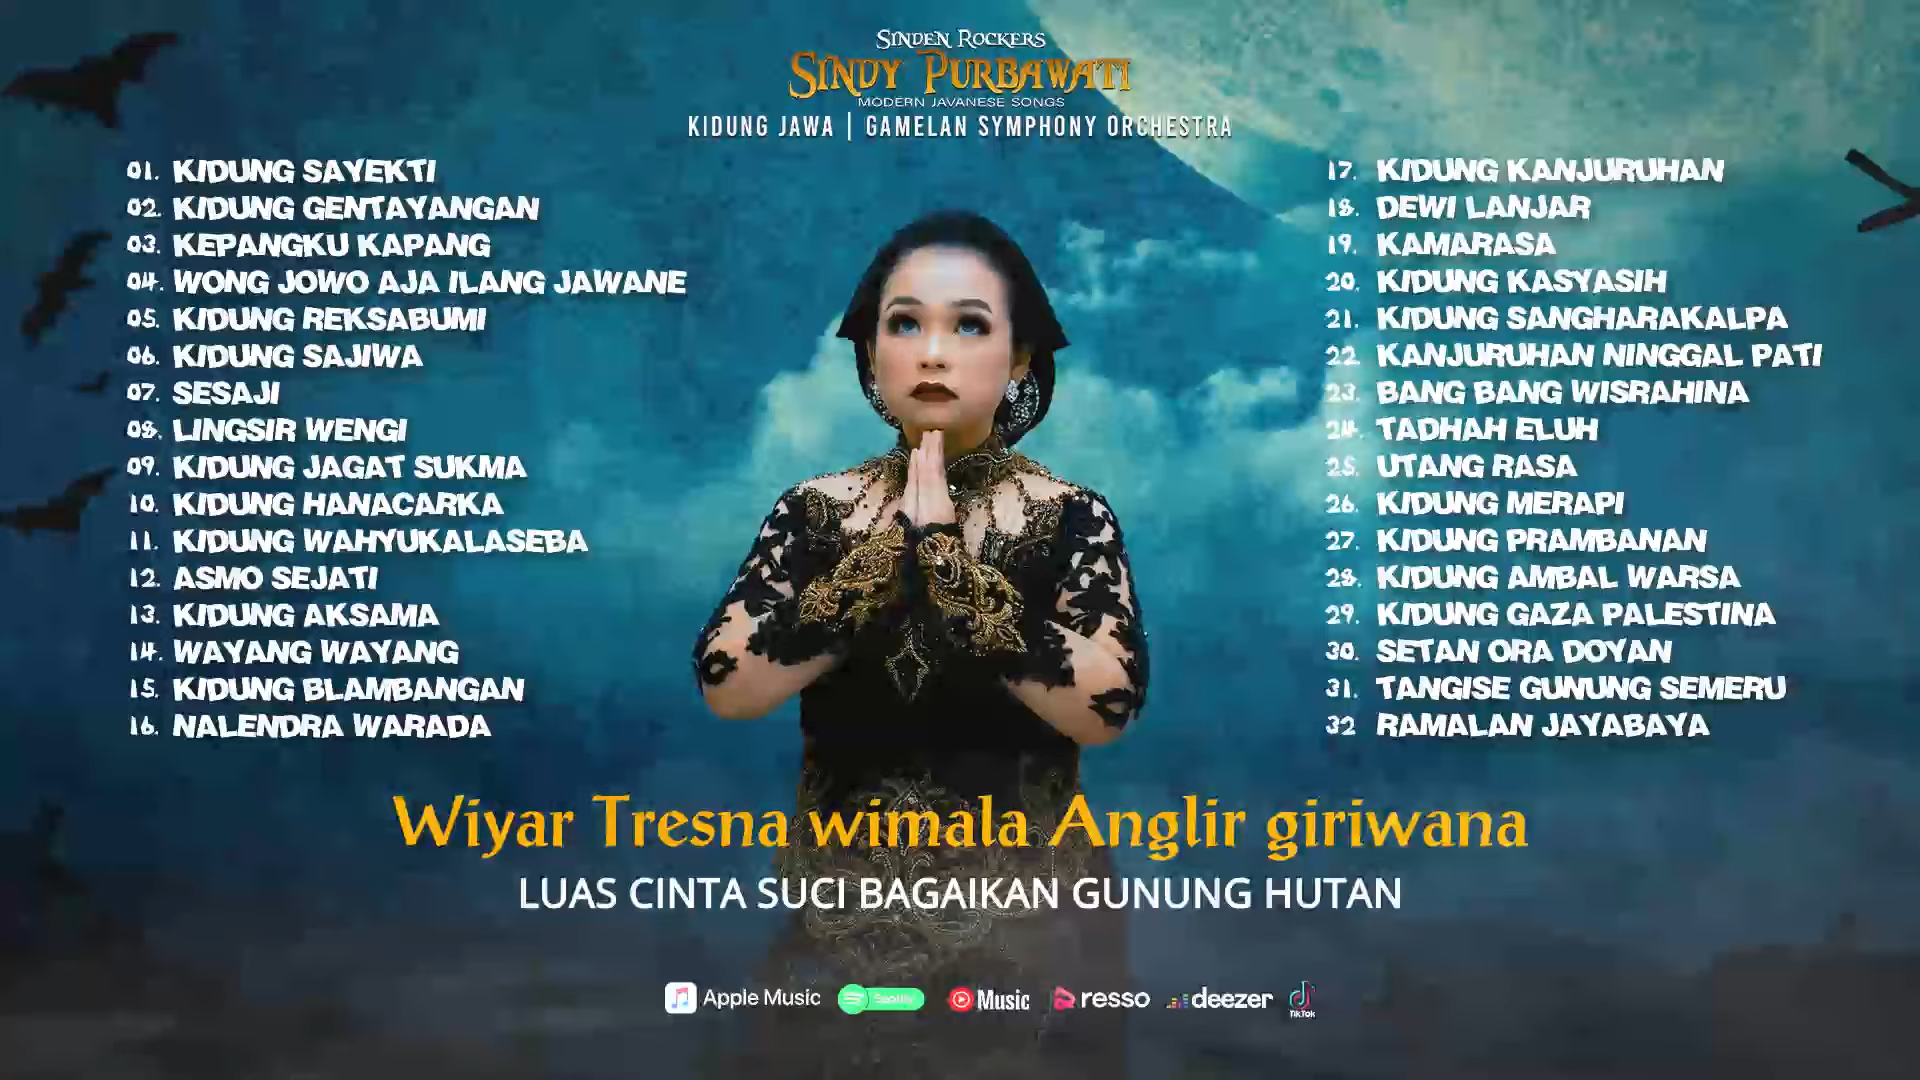 SINDEN ROCKERS
SINDY PURBAWATI
MODERN JAVANESE SONGS
KIDUNG JAWA | GAMELAN SYMPHONY ORCHESTRA
01. KIDUNG SAYEKTI
02. KIDUNG GENTAYANGAN
03. KEPANGKU KAPANG
04. WONG JOWO AJA ILANG JAWANE
05. KIDUNG REKSABUMI
06. KIDUNG SAJIWA
07. SESAJI
08. LINGSIR WENGI
09. KIDUNG JAGAT SUKMA
10. KIDUNG HANACARKA
11. KIDUNG WAHYUKALASEBA
12. ASMO SEJATI
13. KIDUNG AKSAMA
14. WAYANG WAYANG
15. KIDUNG BLAMBANGAN
16. NALENDRA WARADA
17. KIDUNG KANJURUHAN
18. DEWI LANJAR
19. KAMARASA
20. KIDUNG KASYASIH
21. KIDUNG SANGHARAKALPA
22. KANJURUHAN NINGGAL PATI
23. BANG BANG WISRAHINA
24. TADHAH ELUH
25. UTANG RASA
26. KIDUNG MERAPI
27. KIDUNG PRAMBANAN
28. KIDUNG AMBAL WARSA
29. KIDUNG GAZA PALESTINA
30. SETAN ORA DOYAN
31. TANGISE GUNUNG SEMERU
32 RAMALAN JAYABAYA
Wiyar Tresna wimala Anglir giriwana
LUAS CINTA SUCI BAGAIKAN GUNUNG HUTAN
Apple Music Spotify Music resso deezer TikTok